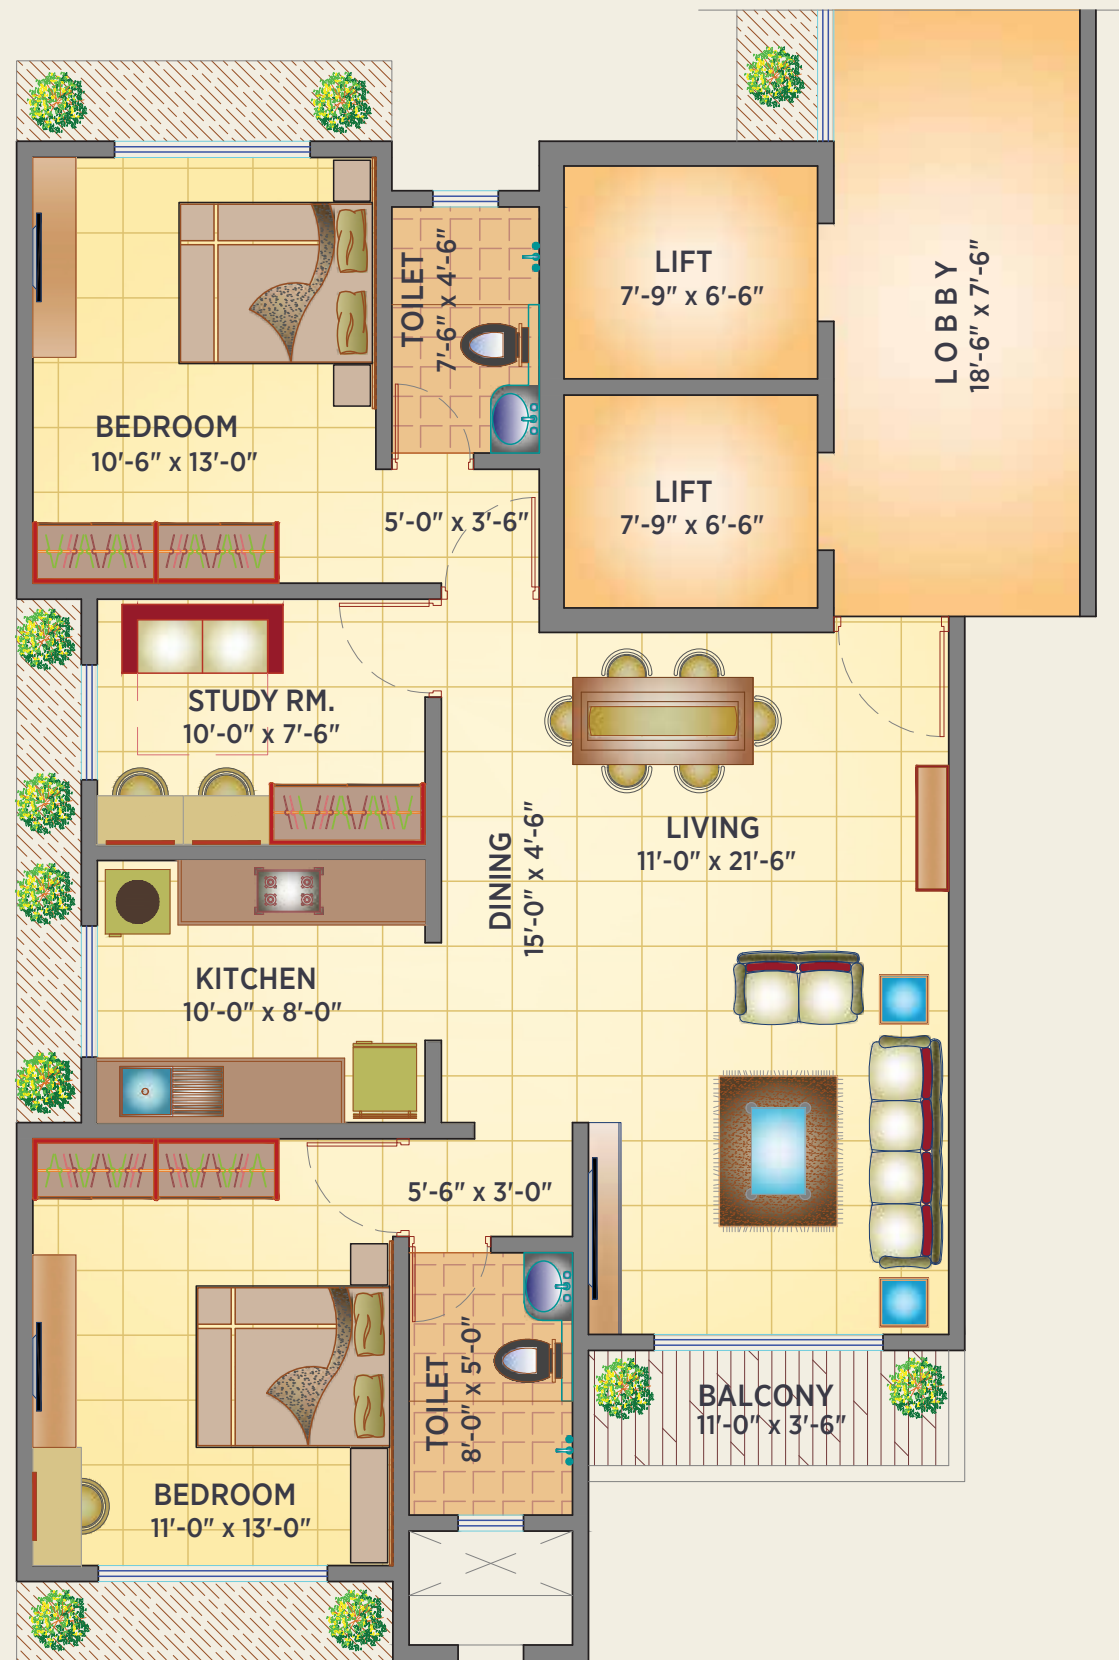 LIFT
7'-9" x 6'-6"
LOBBY
18'-6" x 7'-6"
TOILET
7'-6" x 4'-6"
BEDROOM
10'-6" x 13'-0"
LIFT
7'-9" x 6'-6"
5'-0" x 3'-6"
STUDY RM.
10'-0" x 7'-6"
LIVING
11'-0" x 21'-6"
DINING
15'-0" x 4'-6"
KITCHEN
10'-0" x 8'-0"
5'-6" x 3'-0"
TOILET
8'-0" x 5'-0"
BALCONY
11'-0" x 3'-6"
BEDROOM
11'-0" x 13'-0"